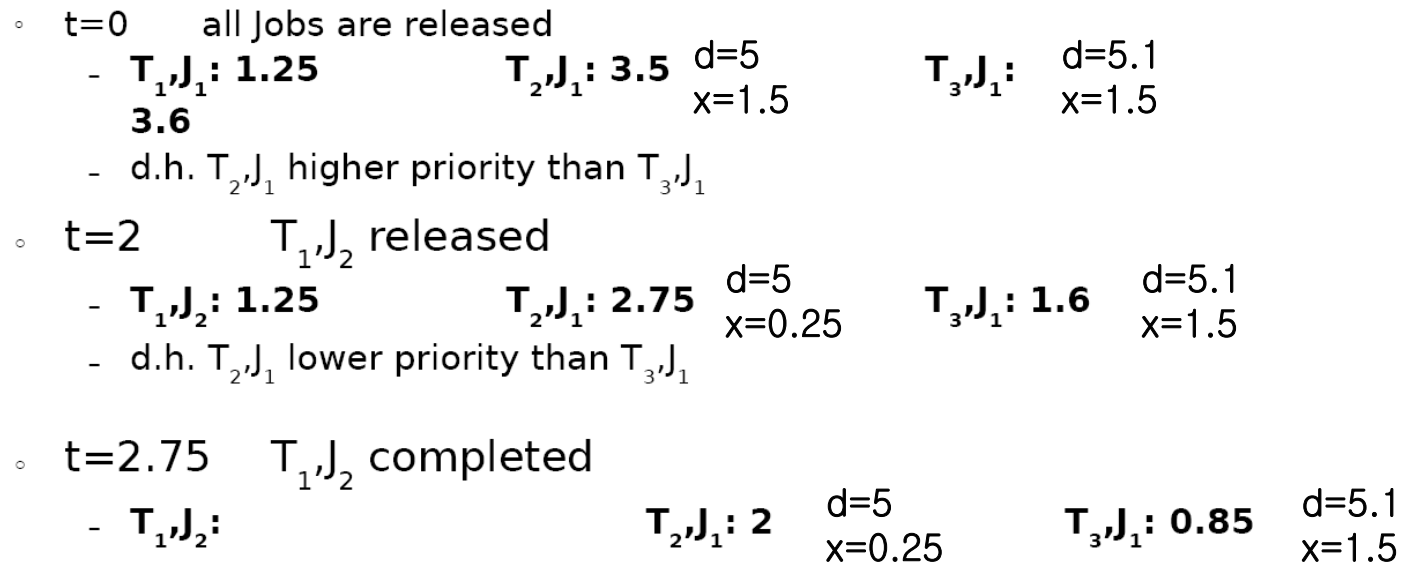 ◦ t=0 all Jobs are released
– T₁,J₁: 1.25 T₂,J₁: 3.5 d=5 T₃,J₁: d=5.1
x=1.5 x=1.5
3.6
– d.h. T₂,J₁ higher priority than T₃,J₁
◦ t=2 T₁,J₂ released
– T₁,J₂: 1.25 T₂,J₁: 2.75 d=5 T₃,J₁: 1.6 d=5.1
x=0.25 x=1.5
– d.h. T₂,J₁ lower priority than T₃,J₁
◦ t=2.75 T₁,J₂ completed
– T₁,J₂: T₂,J₁: 2 d=5 T₃,J₁: 0.85 d=5.1
x=0.25 x=1.5